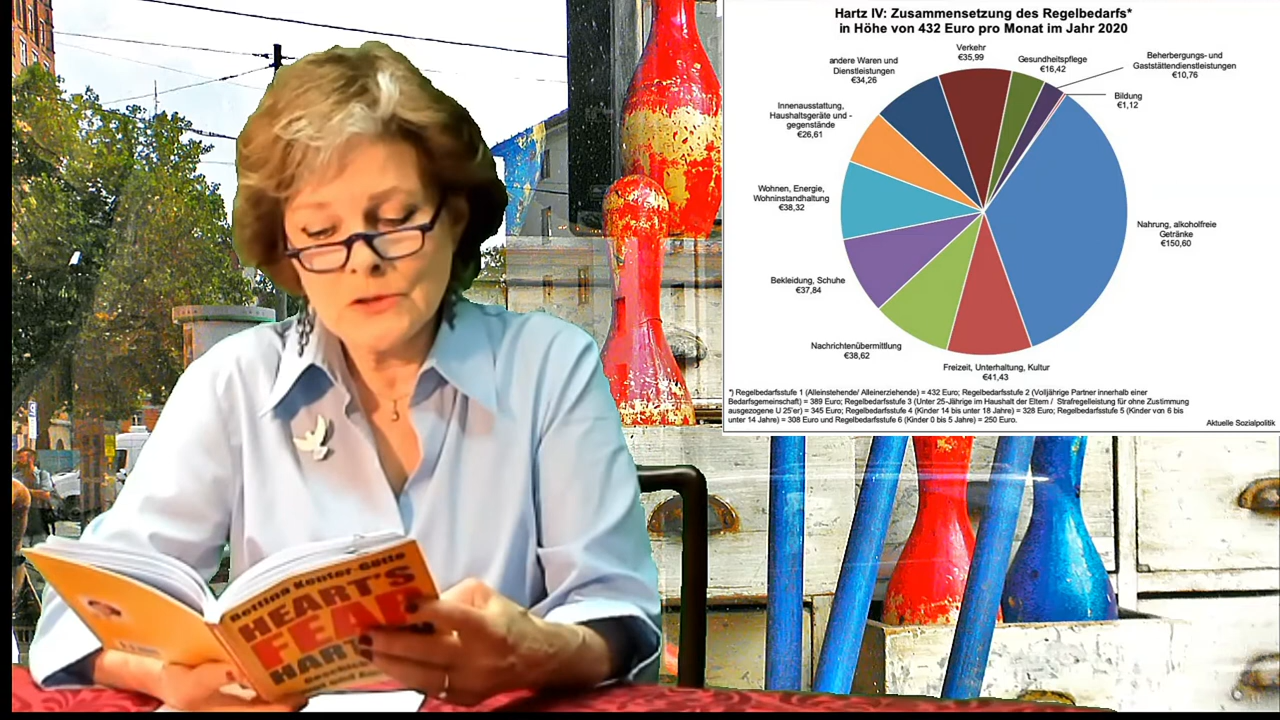 Hartz IV: Zusammensetzung des Regelbedarfs*
in Höhe von 432 Euro pro Monat im Jahr 2020
Verkehr
€35,99
Gesundheitspflege
€16,42
Beherbergungs- und
Gaststättendienstleistungen
€10,76
Bildung
€1,12
andere Waren und
Dienstleistungen
€34,26
Innenausstattung,
Haushaltsgeräte und -
gegenstände
€26,61
Wohnen, Energie,
Wohninstandhaltung
€38,32
Nahrung, alkoholfreie
Getränke
€150,60
Bekleidung, Schuhe
€37,84
Nachrichtenübermittlung
€38,62
Freizeit, Unterhaltung, Kultur
€41,43
*) Regelbedarfsstufe 1 (Alleinstehende/ Alleinerziehende) = 432 Euro; Regelbedarfsstufe 2 (Volljährige Partner innerhalb einer
Bedarfsgemeinschaft) = 389 Euro; Regelbedarfsstufe 3 (Unter 25-Jährige im Haushalt der Eltern / Strafregelleistung für ohne Zustimmung
ausgezogene U 25'er) = 345 Euro; Regelbedarfsstufe 4 (Kinder 14 bis unter 18 Jahre) = 328 Euro; Regelbedarfsstufe 5 (Kinder von 6 bis
unter 14 Jahre) = 308 Euro und Regelbedarfsstufe 6 (Kinder 0 bis 5 Jahre) = 250 Euro.
Aktuelle Sozialpolitik
Bettina Kenter-Götte
HEART'S
FEAR